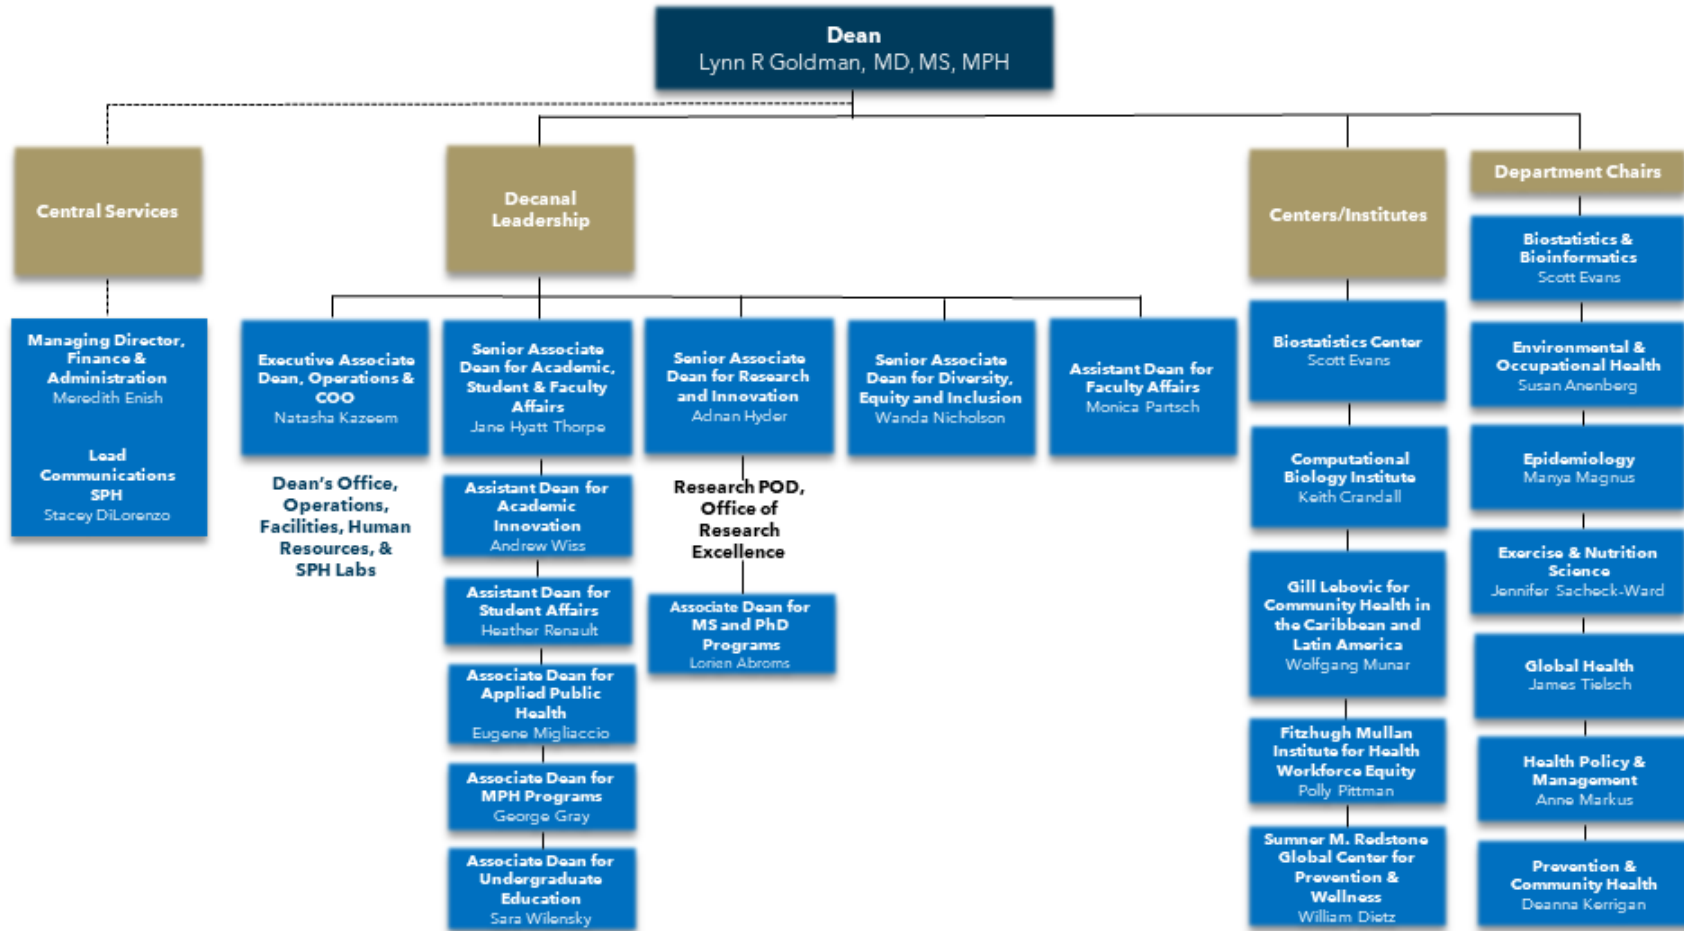 Dean
Lynn R Goldman, MD, MS, MPH
Central Services
Managing Director,
Finance &
Administration
Meredith Enish
Lead
Communications
SPH
Stacey DiLorenzo
Decanal
Leadership
Executive Associate
Dean, Operations &
COO
Natasha Kazeem
Dean's Office,
Operations,
Facilities, Human
Resources, &
SPH Labs
Senior Associate
Dean for Academic,
Student & Faculty
Affairs
Jane Hyatt Thorpe
Assistant Dean for
Academic
Innovation
Andrew Wiss
Assistant Dean for
Student Affairs
Heather Renault
Associate Dean for
Applied Public
Health
Eugene Migliaccio
Associate Dean for
MPH Programs
George Gray
Associate Dean for
Undergraduate
Education
Sara Wilensky
Senior Associate
Dean for Research
and Innovation
Adnan Hyder
Research POD,
Office of
Research
Excellence
Associate Dean for
MS and PhD
Programs
Lorien Abroms
Senior Associate
Dean for Diversity,
Equity and Inclusion
Wanda Nicholson
Assistant Dean for
Faculty Affairs
Monica Partsch
Centers/Institutes
Biostatistics Center
Scott Evans
Computational
Biology Institute
Keith Crandall
Gill Lebovic for
Community Health in
the Caribbean and
Latin America
Wolfgang Munar
Fitzhugh Mullan
Institute for Health
Workforce Equity
Polly Pittman
Sumner M. Redstone
Global Center for
Prevention &
Wellness
William Dietz
Department Chairs
Biostatistics &
Bioinformatics
Scott Evans
Environmental &
Occupational Health
Susan Anenberg
Epidemiology
Manya Magnus
Exercise & Nutrition
Science
Jennifer Sacheck-Ward
Global Health
James Tielsch
Health Policy &
Management
Anne Markus
Prevention &
Community Health
Deanna Kerrigan